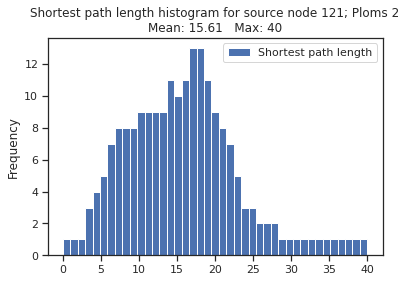 Shortest path length histogram for source node 121; Ploms 2
Mean: 15.61   Max: 40
Shortest path length
Frequency
12
10
8
6
4
2
0
0 5 10 15 20 25 30 35 40